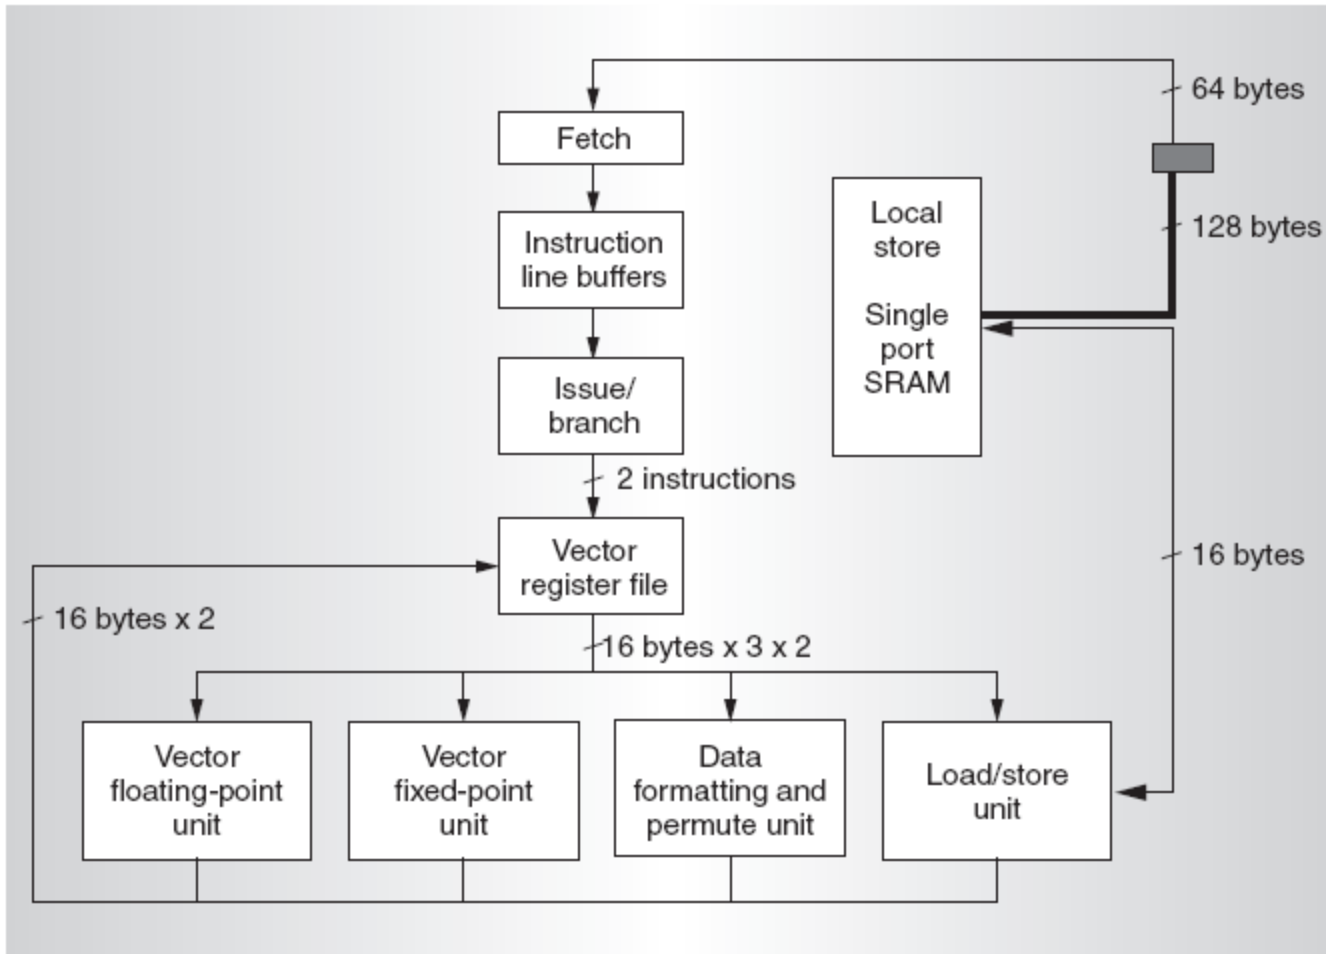 64 bytes
Fetch
128 bytes
Local
store
Single
port
SRAM
Instruction
line buffers
Issue/
branch
2 instructions
Vector
register file
16 bytes
16 bytes x 2
16 bytes x 3 x 2
Vector
floating-point
unit
Vector
fixed-point
unit
Data
formatting and
permute unit
Load/store
unit